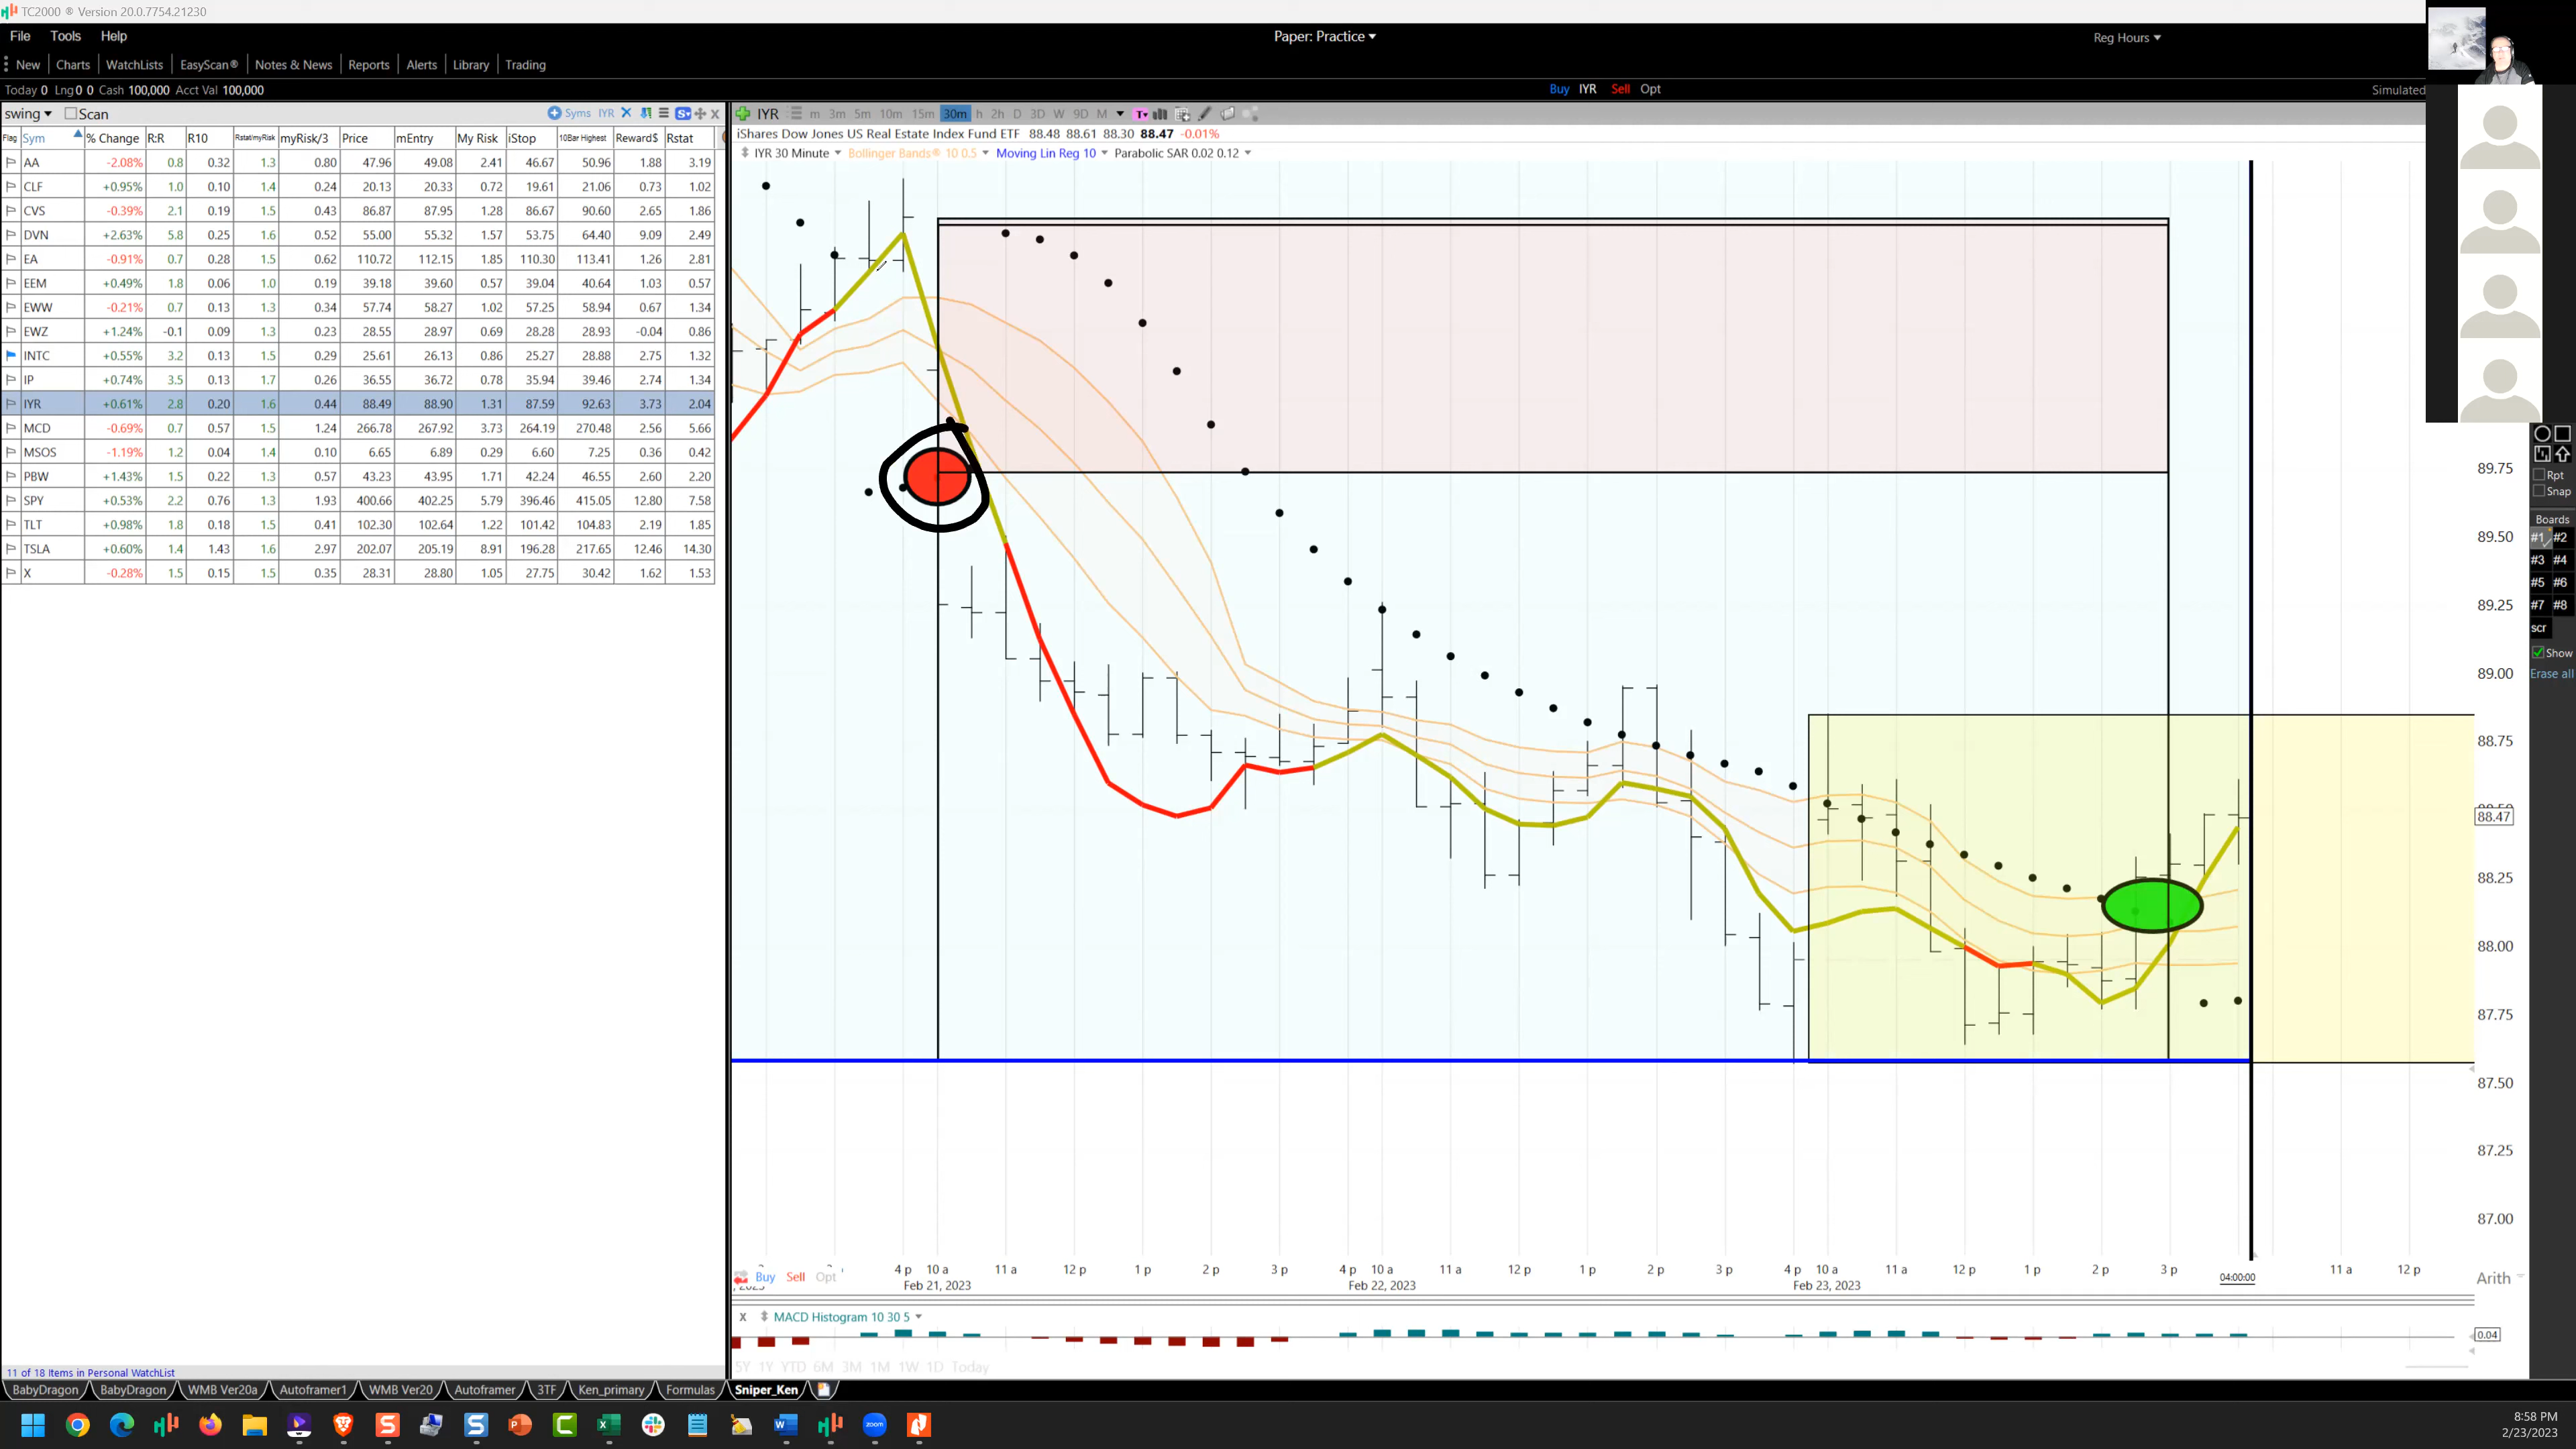 TC2000 ® Version 20.0.7754.21230
File Tools Help
Paper: Practice
Reg Hours
New Charts WatchLists EasyScan® Notes & News Reports Alerts Library Trading
Today 0 Lng 0 0 Cash 100,000 Acct Val 100,000
Buy IYR Sell Opt
Simulated
swing Scan Syms IYR
IYR m 3m 5m 10m 15m 30m h 2h D 3D W 9D M
Flag Sym % Change R:R R10 Rstat/myRisk myRisk/3 Price mEntry My Risk iStop 10Bar Highest Reward$ Rstat
iShares Dow Jones US Real Estate Index Fund ETF 88.48 88.61 88.30 88.47 -0.01%
IYR 30 Minute Bollinger Bands® 10 0.5 Moving Lin Reg 10 Parabolic SAR 0.02 0.12
AA -2.08% 0.8 0.32 1.3 0.80 47.96 49.08 2.41 46.67 50.96 1.88 3.19
CLF +0.95% 1.0 0.10 1.4 0.24 20.13 20.33 0.72 19.61 21.06 0.73 1.02
CVS -0.39% 2.1 0.19 1.5 0.43 86.87 87.95 1.28 86.67 90.60 2.65 1.86
DVN +2.63% 5.8 0.25 1.6 0.52 55.00 55.32 1.57 53.75 64.40 9.09 2.49
EA -0.91% 0.7 0.28 1.5 0.62 110.72 112.15 1.85 110.30 113.41 1.26 2.81
EEM +0.49% 1.8 0.06 1.0 0.19 39.18 39.60 0.57 39.04 40.64 1.03 0.57
EWW -0.21% 0.7 0.13 1.3 0.34 57.74 58.27 1.02 57.25 58.94 0.67 1.34
EWZ +1.24% -0.1 0.09 1.3 0.23 28.55 28.97 0.69 28.28 28.93 -0.04 0.86
INTC +0.55% 3.2 0.13 1.5 0.29 25.61 26.13 0.86 25.27 28.88 2.75 1.32
IP +0.74% 3.5 0.13 1.7 0.26 36.55 36.72 0.78 35.94 39.46 2.74 1.34
IYR +0.61% 2.8 0.20 1.6 0.44 88.49 88.90 1.31 87.59 92.63 3.73 2.04
MCD -0.69% 0.7 0.57 1.5 1.24 266.78 267.92 3.73 264.19 270.48 2.56 5.66
MSOS -1.19% 1.2 0.04 1.4 0.10 6.65 6.89 0.29 6.60 7.25 0.36 0.42
PBW +1.43% 1.5 0.22 1.3 0.57 43.23 43.95 1.71 42.24 46.55 2.60 2.20
SPY +0.53% 2.2 0.76 1.3 1.93 400.66 402.25 5.79 396.46 415.05 12.80 7.58
TLT +0.98% 1.8 0.18 1.5 0.41 102.30 102.64 1.22 101.42 104.83 2.19 1.85
TSLA +0.60% 1.4 1.43 1.6 2.97 202.07 205.19 8.91 196.28 217.65 12.46 14.30
X -0.28% 1.5 0.15 1.5 0.35 28.31 28.80 1.05 27.75 30.42 1.62 1.53
89.75
89.50
89.25
89.00
88.75
88.47
88.25
88.00
87.75
87.50
87.25
87.00
Rpt
Snap
Boards
#1 #2
#3 #4
#5 #6
#7 #8
scr
Show
Erase all
4 p 10 a 11 a 12 p 1 p 2 p 3 p 4 p 10 a 11 a 12 p 1 p 2 p 3 p 4 p 10 a 11 a 12 p 1 p 2 p 3 p 04:00:00 11 a 12 p
Buy Sell Opt
Arith
Feb 21, 2023 Feb 22, 2023 Feb 23, 2023
X MACD Histogram 10 30 5
0.04
5Y 1Y YTD 6M 3M 1M 1W 1D Today
11 of 18 Items in Personal WatchList
BabyDragon BabyDragon WMB Ver20a Autoframer1 WMB Ver20 Autoframer 3TF Ken_primary Formulas Sniper_Ken
zoom
8:58 PM
2/23/2023